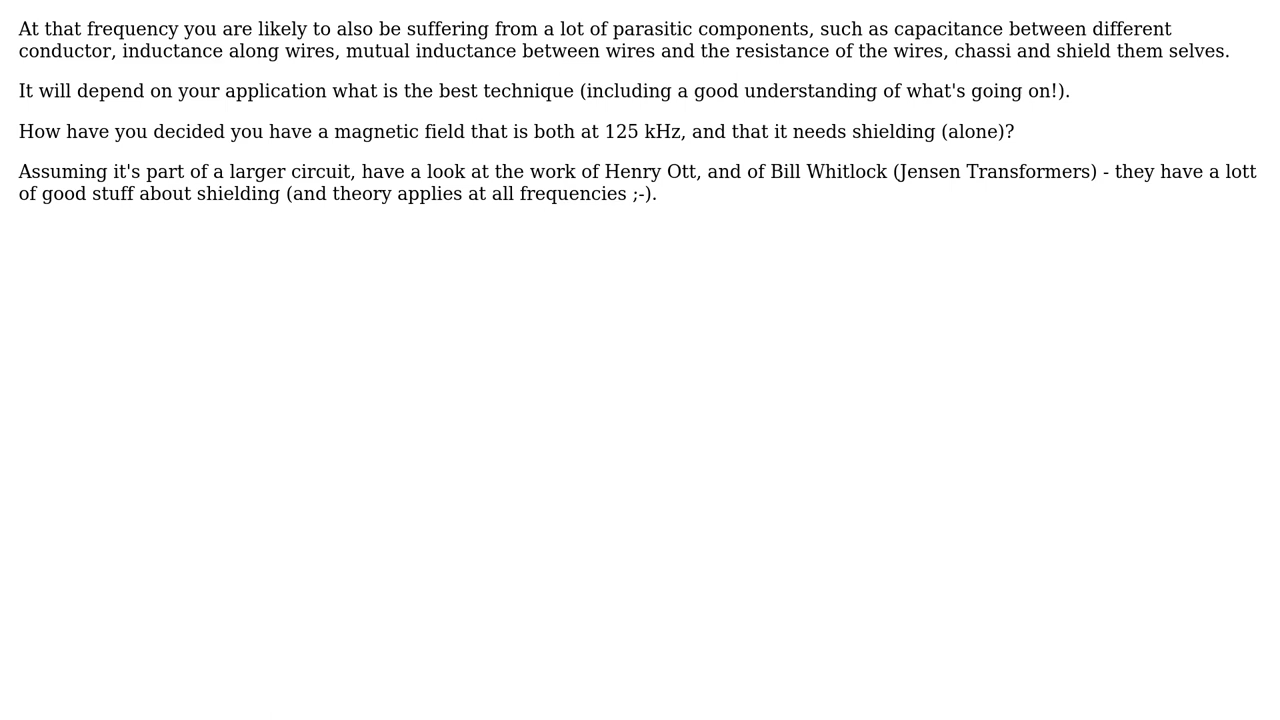 At that frequency you are likely to also be suffering from a lot of parasitic components, such as capacitance between different
conductor, inductance along wires, mutual inductance between wires and the resistance of the wires, chassi and shield them selves.
It will depend on your application what is the best technique (including a good understanding of what's going on!).
How have you decided you have a magnetic field that is both at 125 kHz, and that it needs shielding (alone)?
Assuming it's part of a larger circuit, have a look at the work of Henry Ott, and of Bill Whitlock (Jensen Transformers) - they have a lott
of good stuff about shielding (and theory applies at all frequencies ;-).